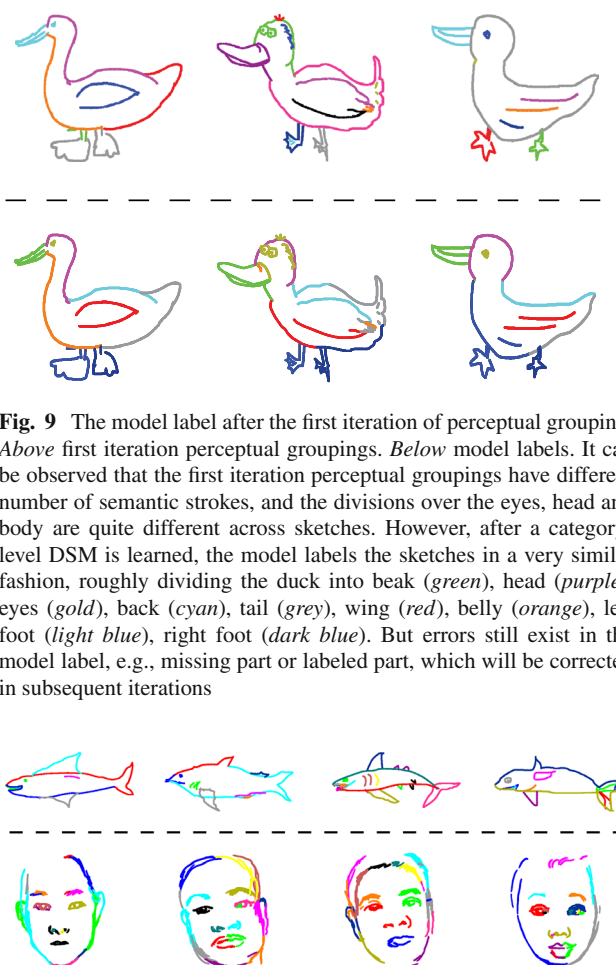 Fig. 9 The model label after the first iteration of perceptual groupin
Above first iteration perceptual groupings. Below model labels. It ca
be observed that the first iteration perceptual groupings have differe
number of semantic strokes, and the divisions over the eyes, head an
body are quite different across sketches. However, after a categor
level DSM is learned, the model labels the sketches in a very simil
fashion, roughly dividing the duck into beak (green), head (purple
eyes (gold), back (cyan), tail (grey), wing (red), belly (orange), le
foot (light blue), right foot (dark blue). But errors still exist in th
model label, e.g., missing part or labeled part, which will be correcte
in subsequent iterations